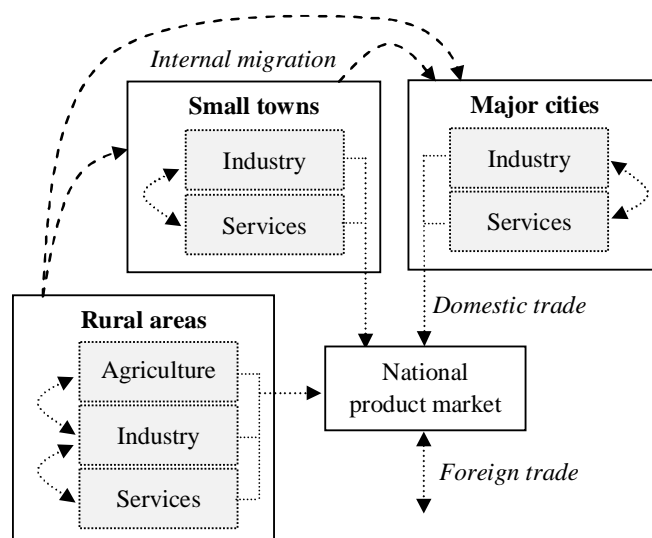 Internal migration
Small towns
Industry
Services
Major cities
Industry
Services
Domestic trade
Rural areas
Agriculture
Industry
Services
National
product market
Foreign trade